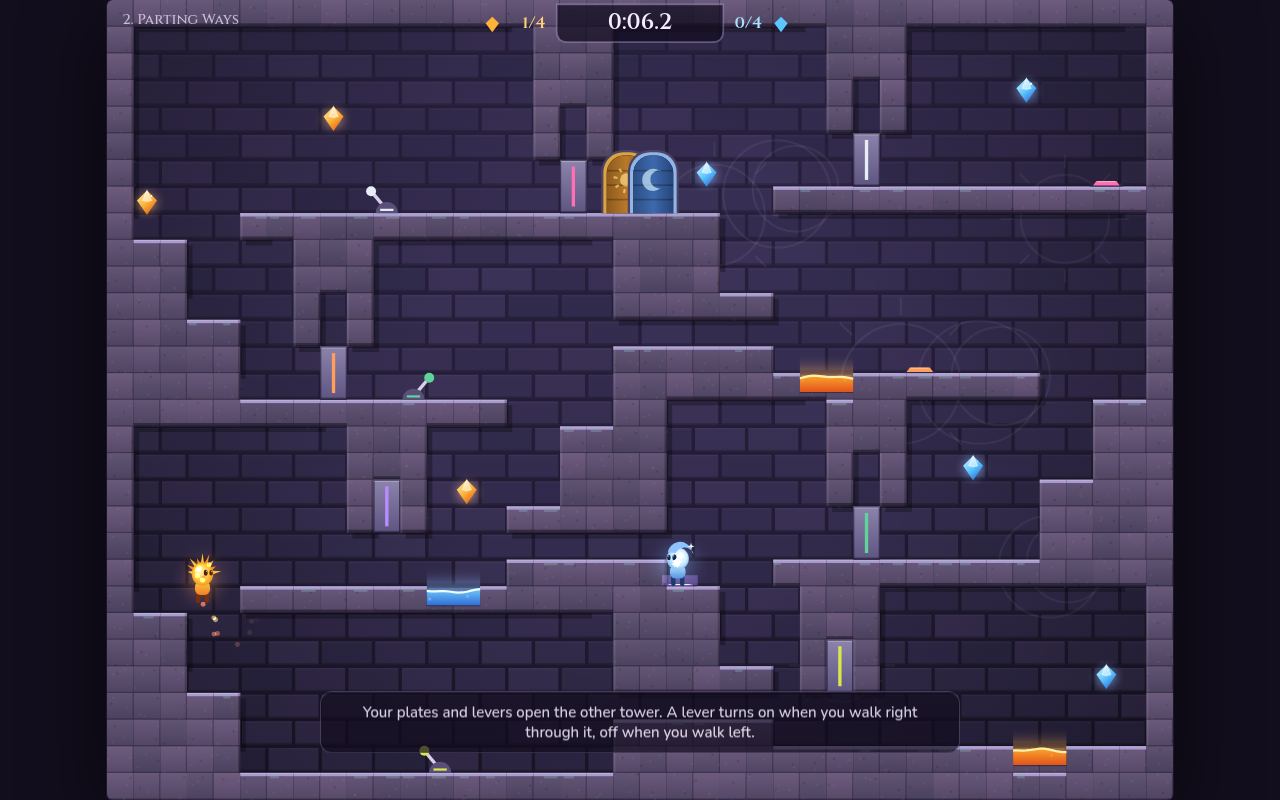 2. Parting Ways
1/4
0:06.2
0/4
Your plates and levers open the other tower. A lever turns on when you walk right
through it, off when you walk left.